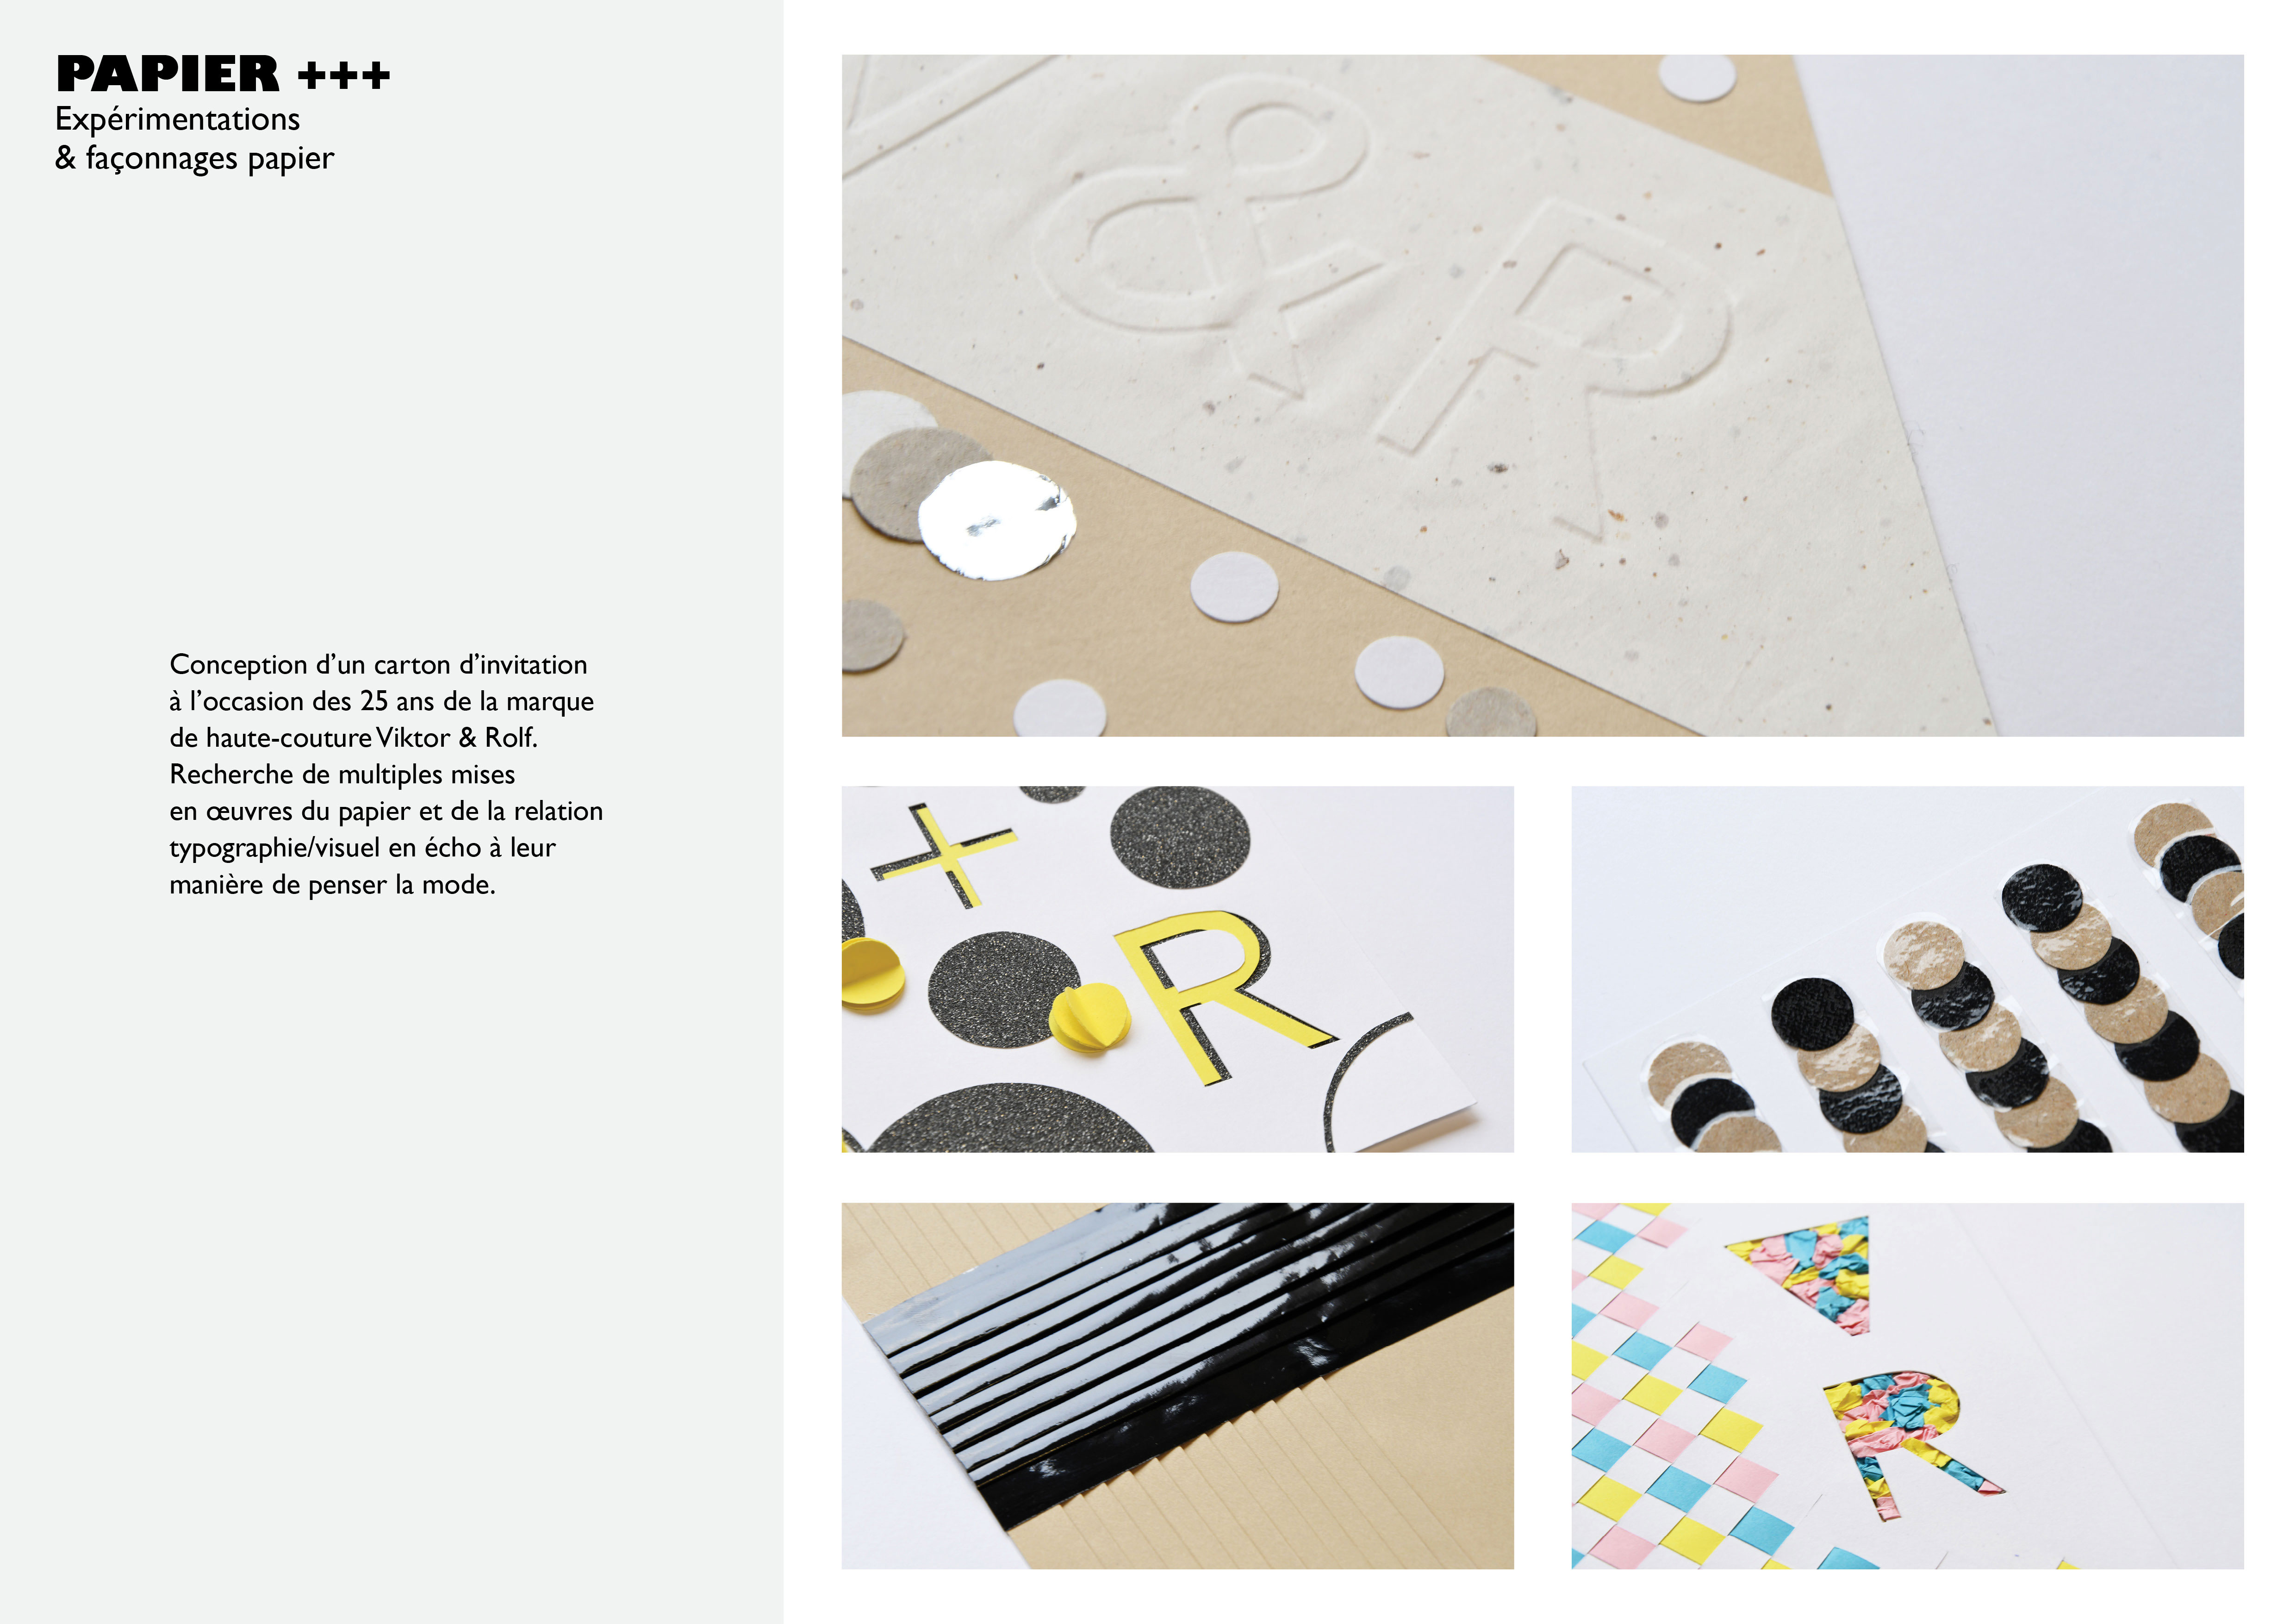 PAPIER +++
Expérimentations
& façonnages papier
Conception d’un carton d’invitation
à l’occasion des 25 ans de la marque
de haute-couture Viktor & Rolf.
Recherche de multiples mises
en œuvres du papier et de la relation
typographie/visuel en écho à leur
manière de penser la mode.
& R
+
R
V
R